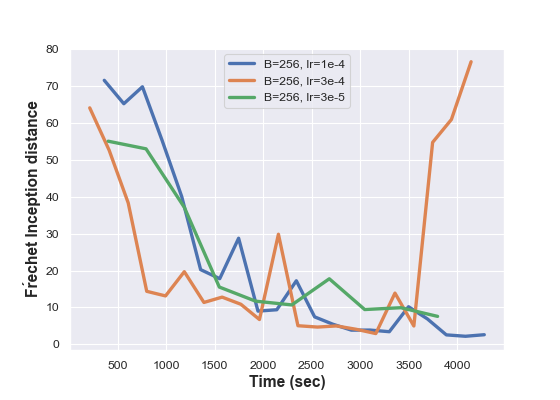 80
70
60
50
40
30
20
10
0
B=256, lr=1e-4
B=256, lr=3e-4
B=256, lr=3e-5
F́rechet Inception distance
500 1000 1500 2000 2500 3000 3500 4000
Time (sec)